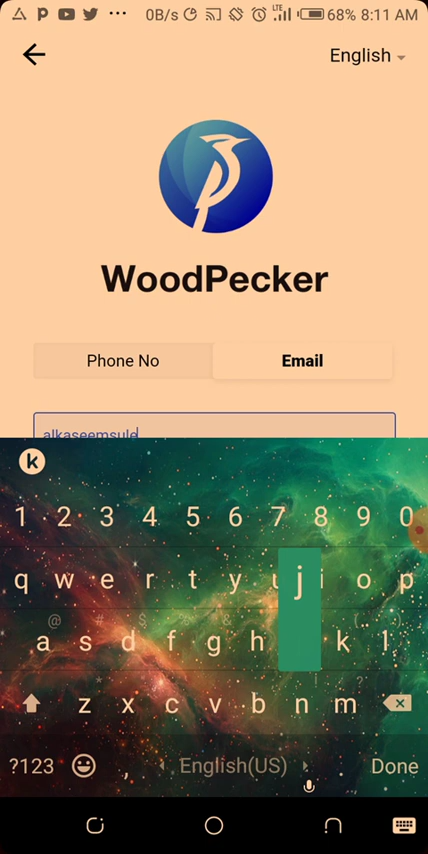 0B/s LTE 68% 8:11 AM
English
WoodPecker
Phone No Email
alkaseemsule
k
1 2 3 4 5 6 7 8 9 0
q w e r t y u i o p
j
@ # $ & ( )
a s d f g h k l
* ! ?
z x c v b n m
?123 , English(US) Done